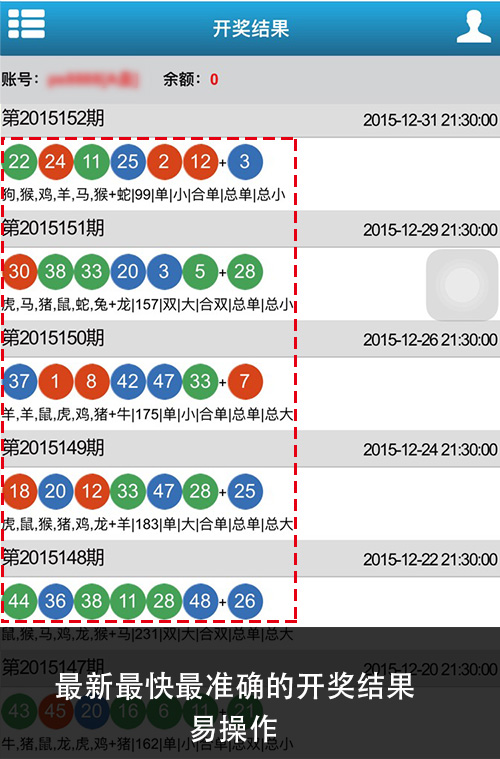 开奖结果
账号： 余额：0
第2015152期 2015-12-31 21:30:00
22 24 11 25 2 12+3
狗,猴,鸡,羊,马,猴+蛇|99|单|小|合单|总单|总小
第2015151期 2015-12-29 21:30:00
30 38 33 20 3 5+28
虎,马,猪,鼠,蛇,兔+龙|157|双|大|合双|总单|总小
第2015150期 2015-12-26 21:30:00
37 1 8 42 47 33+7
羊,羊,鼠,虎,鸡,猪+牛|175|单|小|合单|总单|总大
第2015149期 2015-12-24 21:30:00
18 20 12 33 47 28+25
虎,鼠,猴,猪,鸡,龙+羊|183|单|大|合单|总单|总大
第2015148期 2015-12-22 21:30:00
44 36 38 11 28 48+26
鼠,猴,马,鸡,龙,猴+马|231|双|大|合双|总单|总大
第2015147期 2015-12-20 21:30:00
最新最快最准确的开奖结果
43 45 20 16 6 11+21
易操作
牛,猪,鼠,龙,虎,鸡+猪|162|单|小|合单|总双|总小